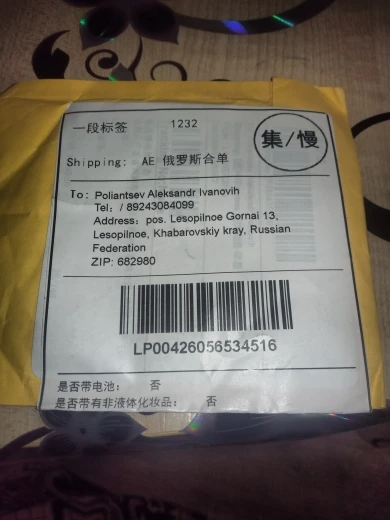 一段标签 1232
集/慢
Shipping: AE 俄罗斯合单
To: Poliantsev Aleksandr Ivanovih
Tel: / 89243084099
Address: pos. Lesopilnoe Gornai 13,
Lesopilnoe, Khabarovskiy kray, Russian
Federation
ZIP: 682980
LP00426056534516
是否带电池: 否
是否带有非液体化妆品: 否